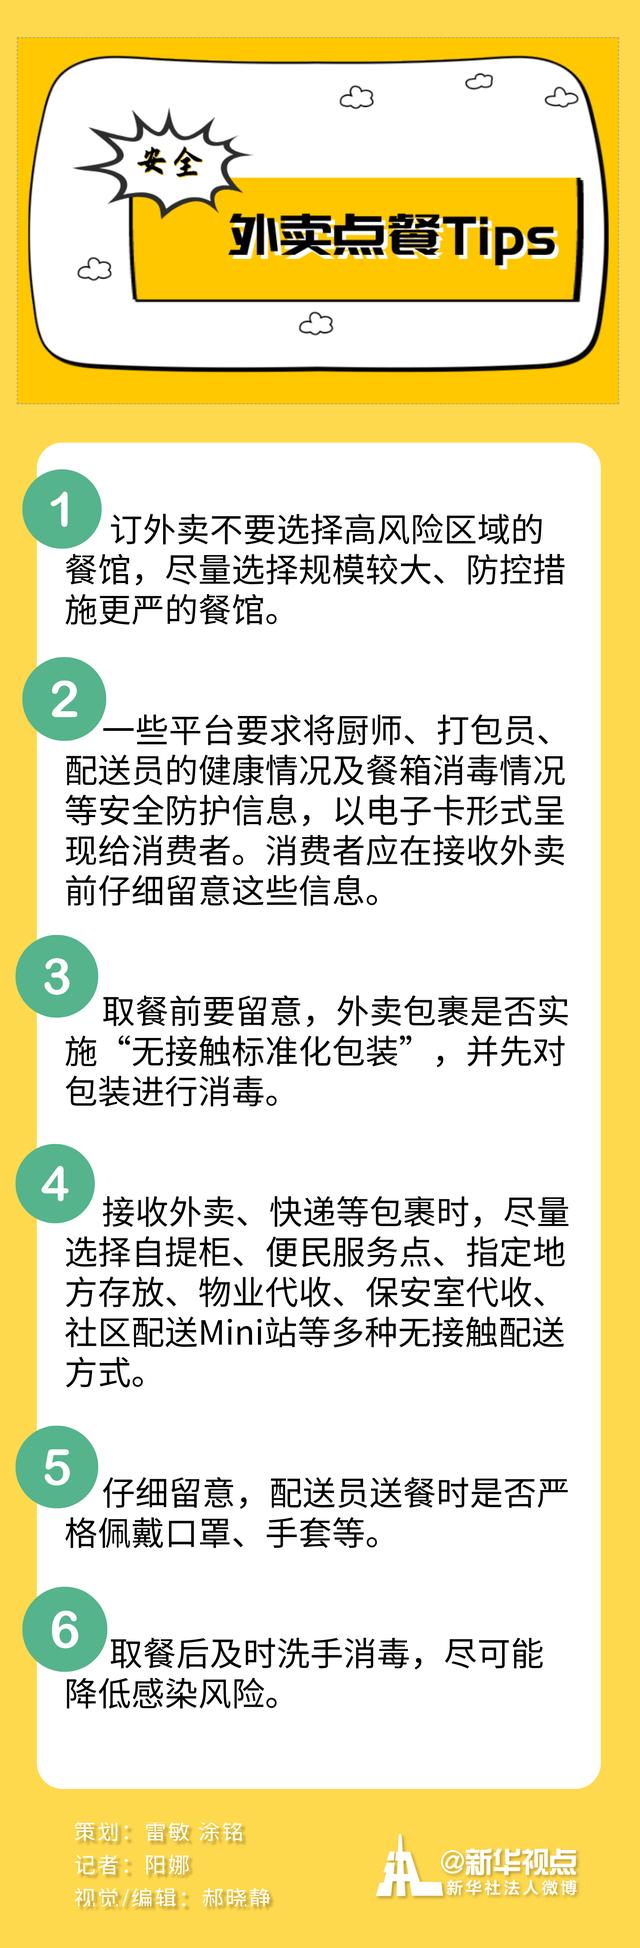 安全
外卖点餐Tips
1
订外卖不要选择高风险区域的
餐馆，尽量选择规模较大、防控措
施更严的餐馆。
2
一些平台要求将厨师、打包员、
配送员的健康情况及餐箱消毒情况
等安全防护信息，以电子卡形式呈
现给消费者。消费者应在接收外卖
前仔细留意这些信息。
3
取餐前要留意，外卖包裹是否实
施“无接触标准化包装”，并先对
包装进行消毒。
4
接收外卖、快递等包裹时，尽量
选择自提柜、便民服务点、指定地
方存放、物业代收、保安室代收、
社区配送Mini站等多种无接触配送
方式。
5
仔细留意，配送员送餐时是否严
格佩戴口罩、手套等。
6
取餐后及时洗手消毒，尽可能
降低感染风险。
策划：雷敏 涂铭
记者：阳娜
视觉/编辑：郝晓静
@新华视点
新华社法人微博